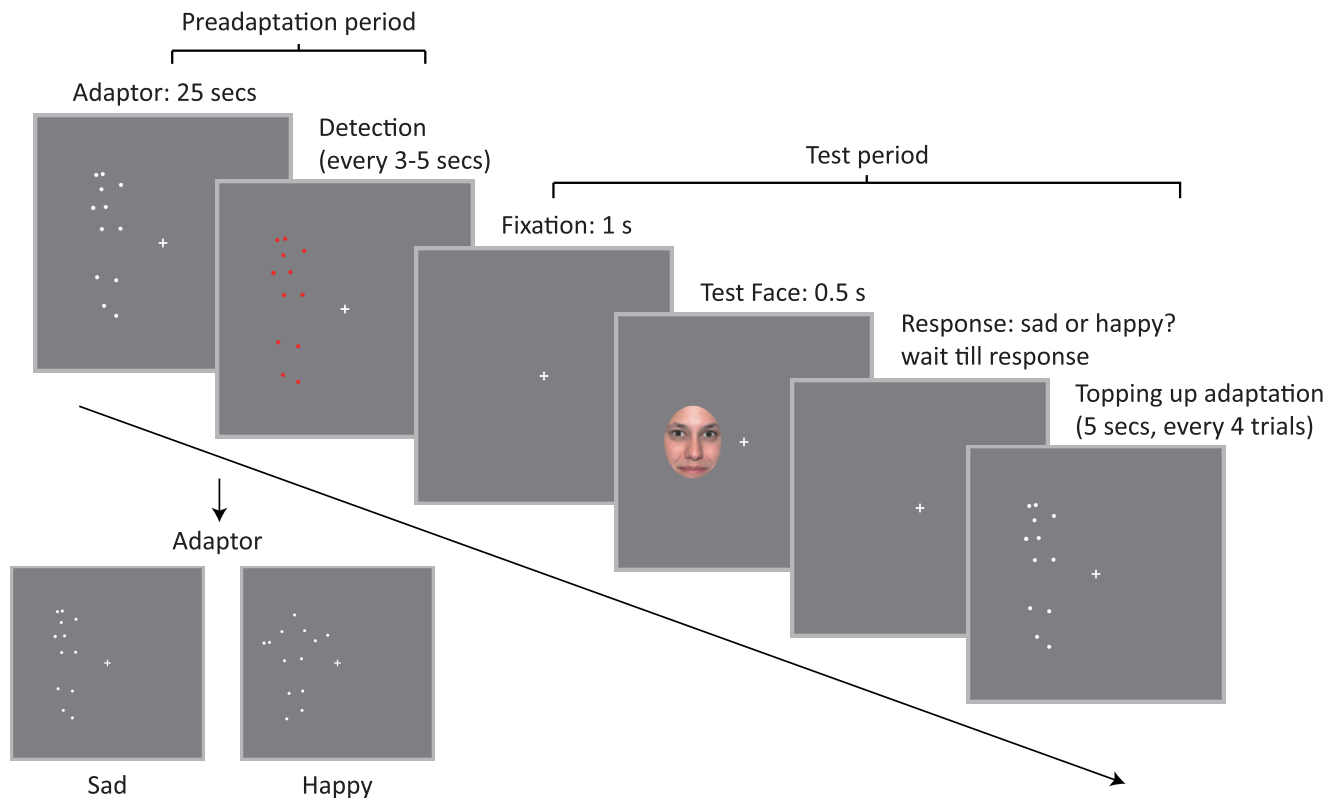 Preadaptation period
Adaptor: 25 secs
Detection
(every 3-5 secs)
Test period
Fixation: 1 s
Test Face: 0.5 s
Response: sad or happy?
wait till response
Topping up adaptation
(5 secs, every 4 trials)
Adaptor
Sad
Happy